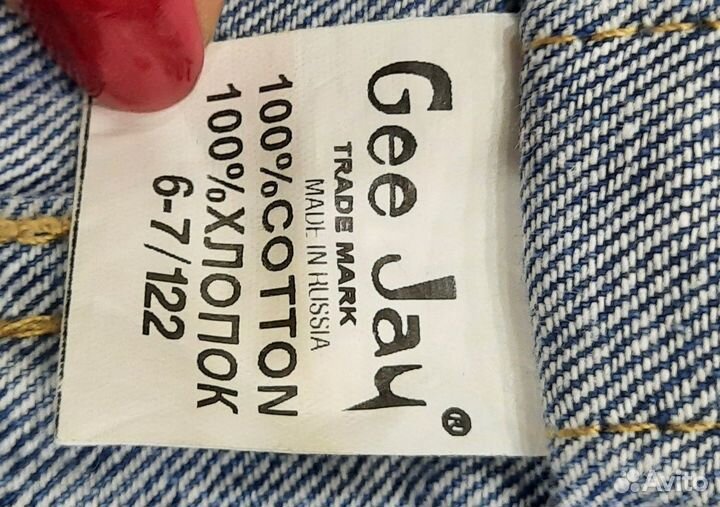 Gee Jay ®
TRADE MARK
MADE IN RUSSIA
100%COTTON
100%ХЛОПОК
6-7/122
Avito